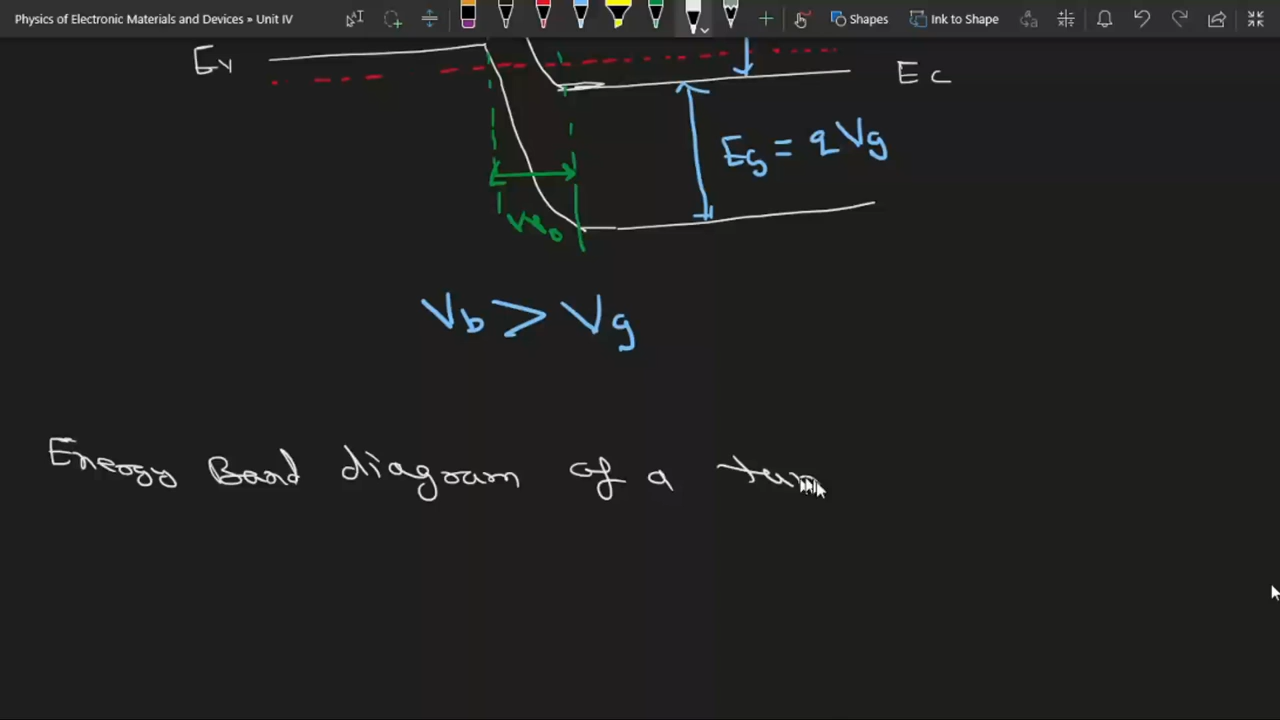 Physics of Electronic Materials and Devices » Unit IV
Shapes
Ink to Shape
Ev
Ec
Eg = qVg
Vb > Vg
Energy Band diagram of a tunn